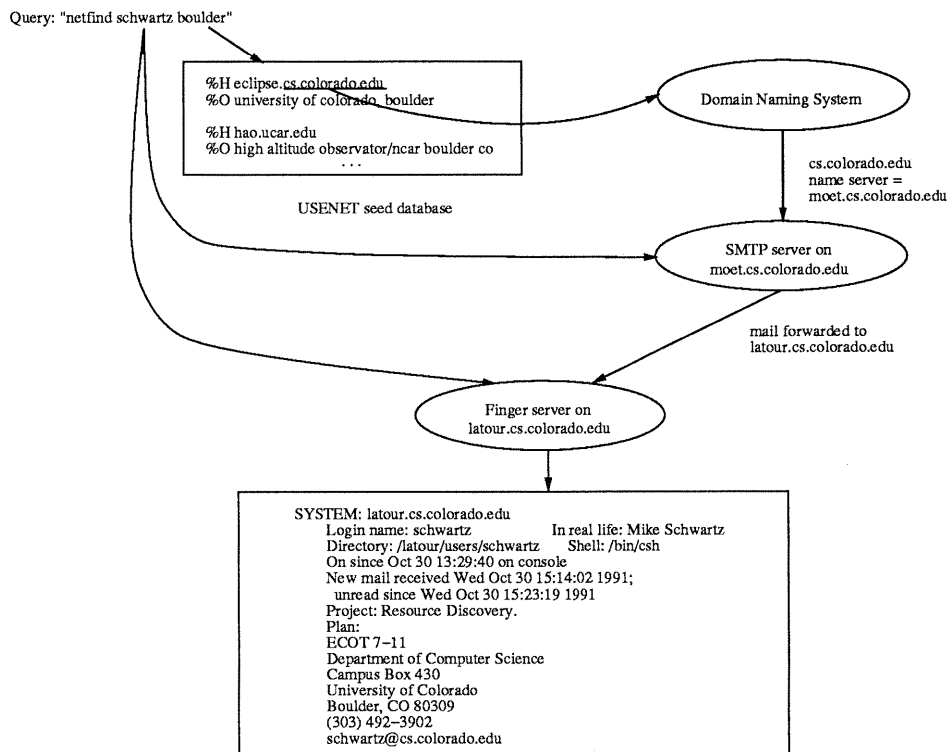 Query: "netfind schwartz boulder"
%H eclipse.cs.colorado.edu
%O university of colorado, boulder
%H hao.ucar.edu
%O high altitude observator/ncar boulder co
...
USENET seed database
Domain Naming System
cs.colorado.edu
name server =
moet.cs.colorado.edu
SMTP server on
moet.cs.colorado.edu
mail forwarded to
latour.cs.colorado.edu
Finger server on
latour.cs.colorado.edu
SYSTEM: latour.cs.colorado.edu
Login name: schwartz In real life: Mike Schwartz
Directory: /latour/users/schwartz Shell: /bin/csh
On since Oct 30 13:29:40 on console
New mail received Wed Oct 30 15:14:02 1991;
unread since Wed Oct 30 15:23:19 1991
Project: Resource Discovery.
Plan:
ECOT 7–11
Department of Computer Science
Campus Box 430
University of Colorado
Boulder, CO 80309
(303) 492–3902
schwartz@cs.colorado.edu